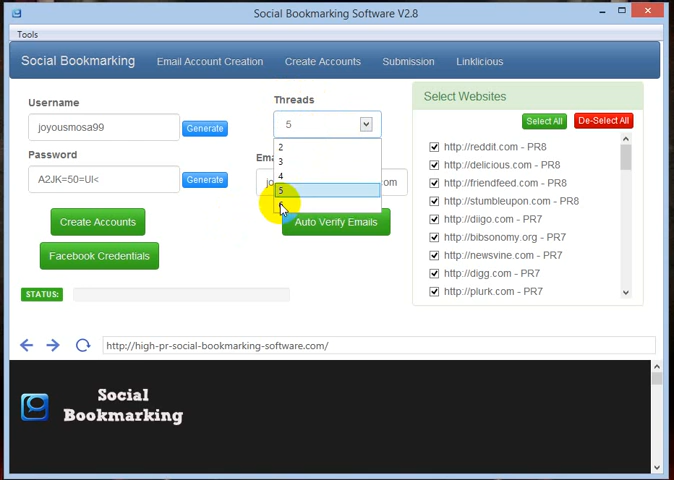 Social Bookmarking Software V2.8
Tools
Social Bookmarking Email Account Creation Create Accounts Submission Linklicious
Username
joyousmosa99 Generate
Password
A2JK=50=UI< Generate
Create Accounts
Facebook Credentials
Threads
5
2
3
4
5
om
Auto Verify Emails
Select Websites
Select All De-Select All
http://reddit.com - PR8
http://delicious.com - PR8
http://friendfeed.com - PR8
http://stumbleupon.com - PR8
http://diigo.com - PR7
http://bibsonomy.org - PR7
http://newsvine.com - PR7
http://digg.com - PR7
http://plurk.com - PR7
STATUS:
http://high-pr-social-bookmarking-software.com/
Social
Bookmarking